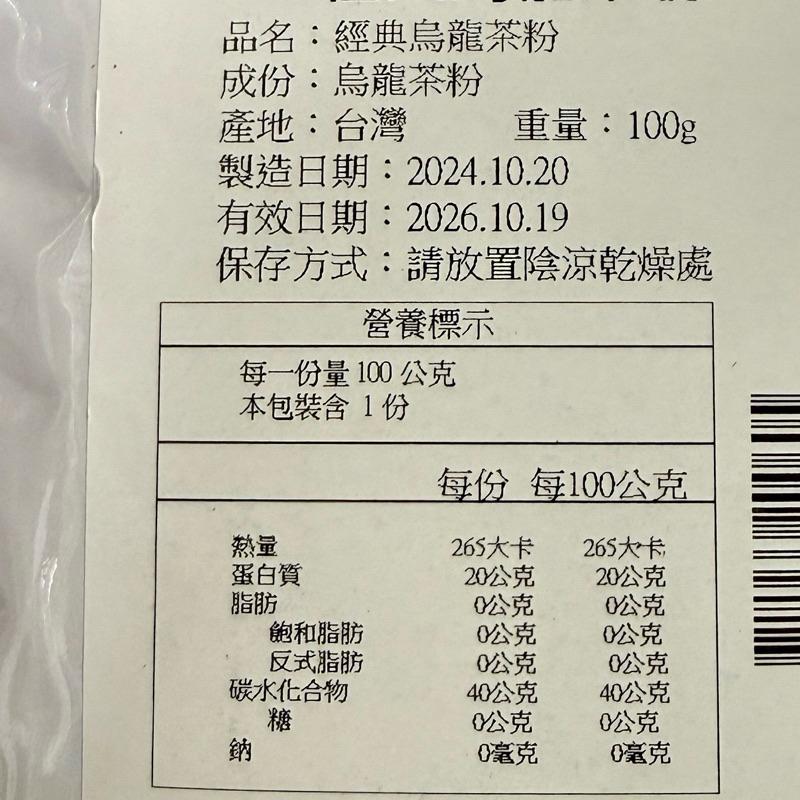 品名：經典烏龍茶粉
成份：烏龍茶粉
產地：台灣 重量：100g
製造日期：2024.10.20
有效日期：2026.10.19
保存方式：請放置陰涼乾燥處
營養標示
每一份量 100 公克
本包裝含 1 份
每份 每100公克
熱量 265大卡 265大卡
蛋白質 20公克 20公克
脂肪 0公克 0公克
飽和脂肪 0公克 0公克
反式脂肪 0公克 0公克
碳水化合物 40公克 40公克
糖 0公克 0公克
鈉 0毫克 0毫克